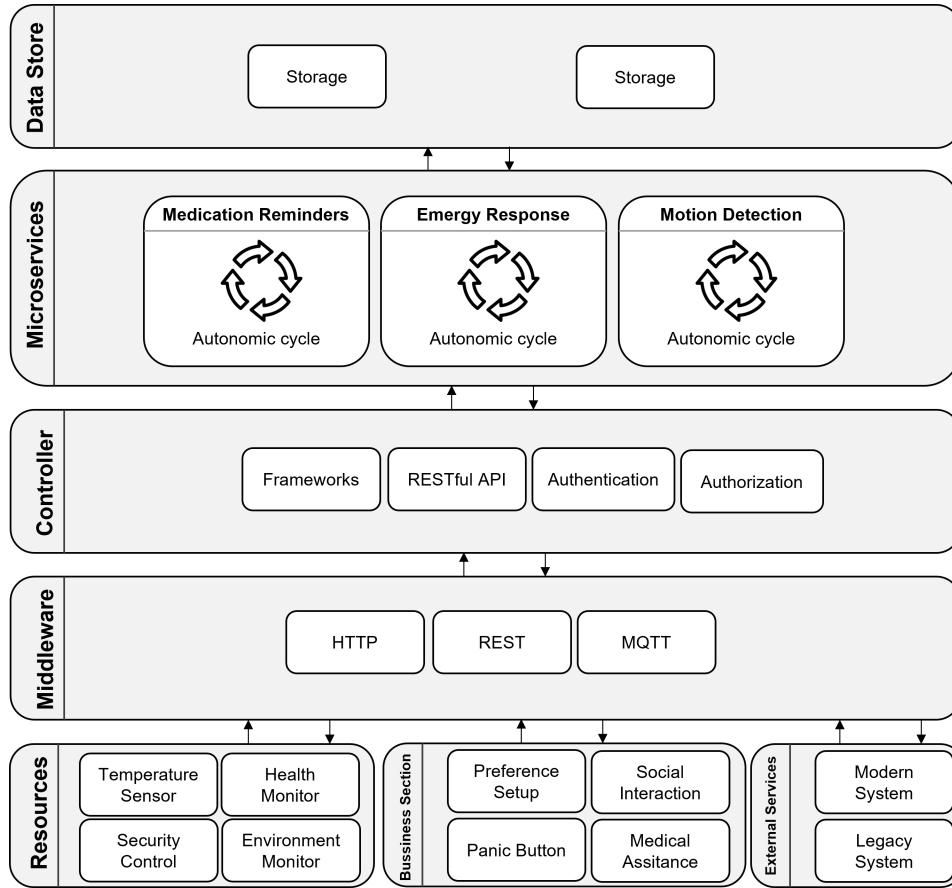 Data Store
Storage
Storage
Microservices
Medication Reminders
Autonomic cycle
Emergy Response
Autonomic cycle
Motion Detection
Autonomic cycle
Controller
Frameworks
RESTful API
Authentication
Authorization
Middleware
HTTP
REST
MQTT
Resources
Temperature
Sensor
Health
Monitor
Security
Control
Environment
Monitor
Bussiness Section
Preference
Setup
Social
Interaction
Panic Button
Medical
Assitance
External Services
Modern
System
Legacy
System